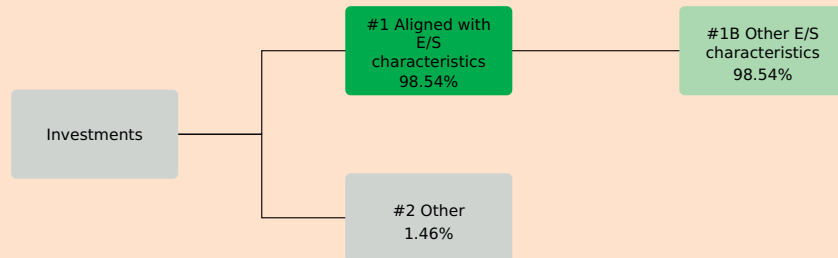 #1 Aligned with
E/S
characteristics
98.54%
#1B Other E/S
characteristics
98.54%
Investments
#2 Other
1.46%